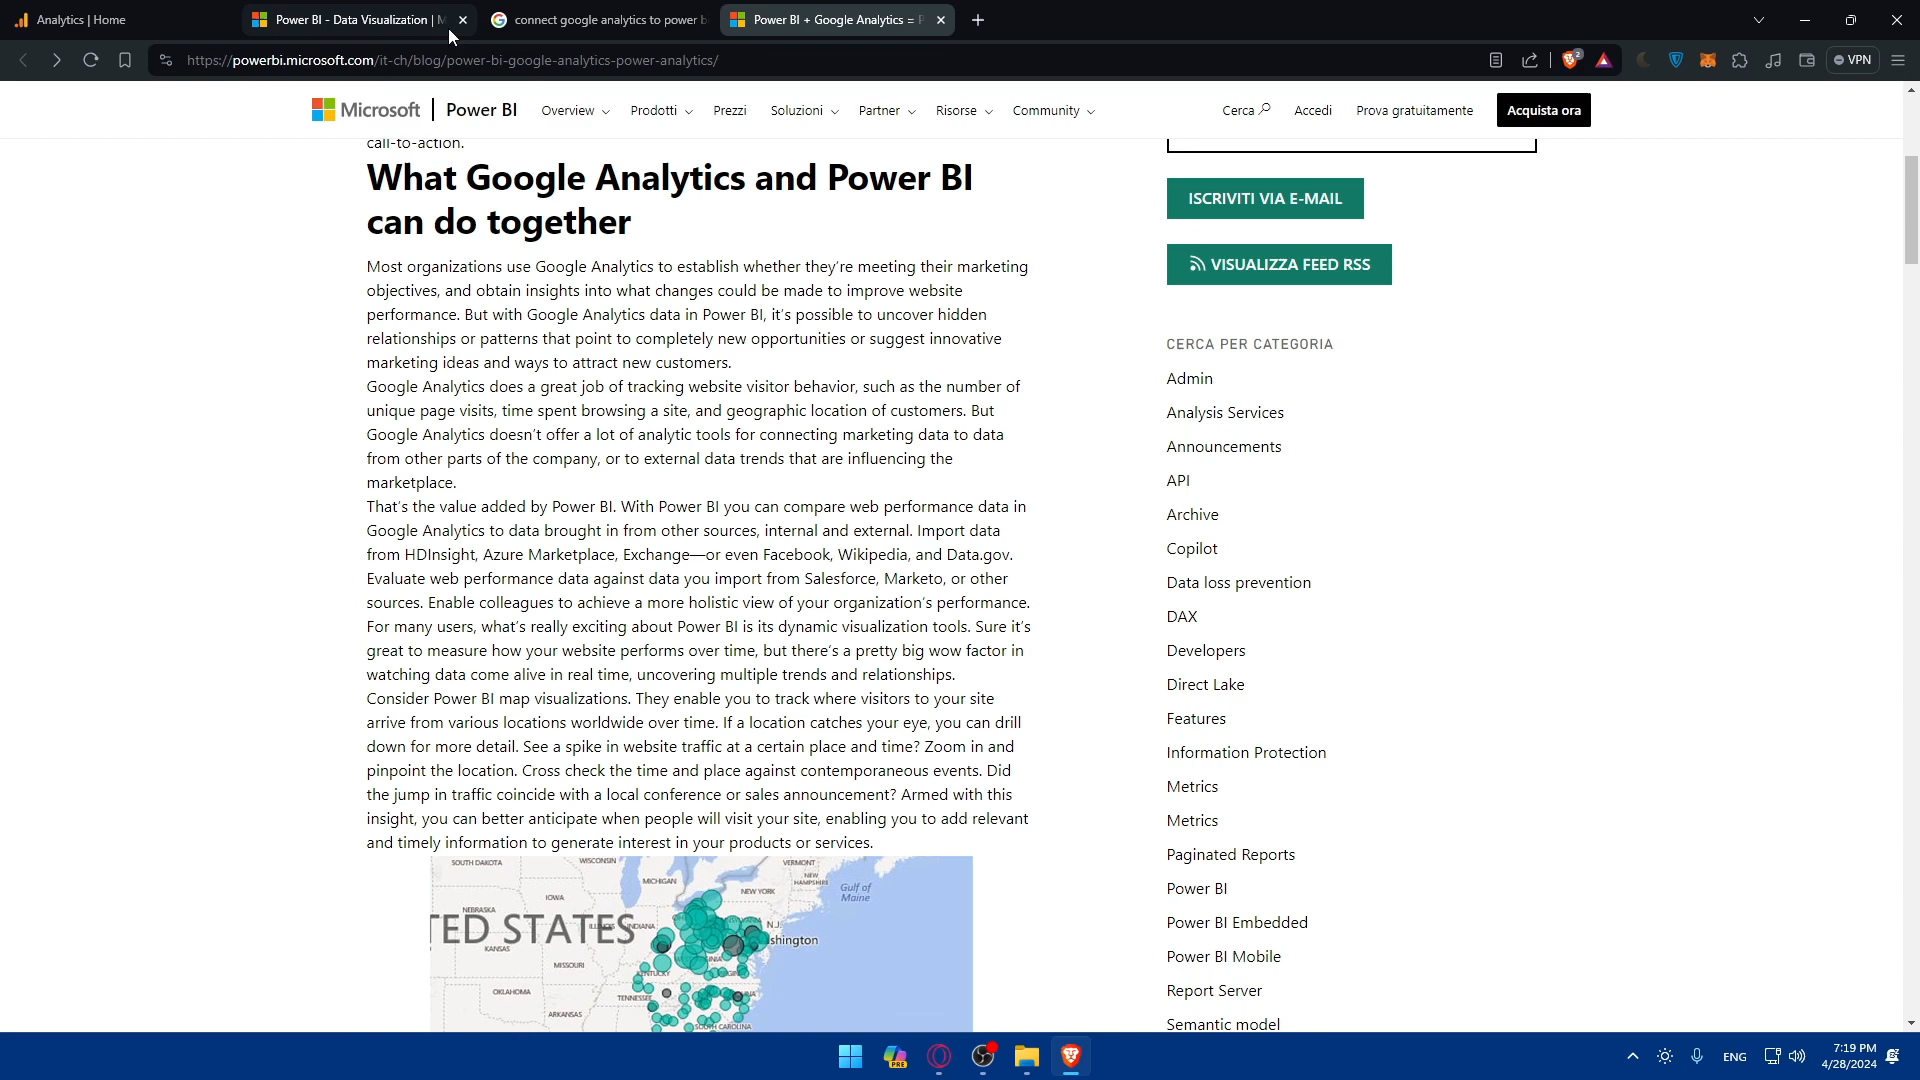 Analytics | Home
Power BI - Data Visualization | M
connect google analytics to power b
Power BI + Google Analytics = P
https://powerbi.microsoft.com/it-ch/blog/power-bi-google-analytics-power-analytics/
2
VPN
Microsoft
Power BI
Overview
Prodotti
Prezzi
Soluzioni
Partner
Risorse
Community
Cerca
Accedi
Prova gratuitamente
Acquista ora
call-to-action.
What Google Analytics and Power BI
can do together
Most organizations use Google Analytics to establish whether they're meeting their marketing
objectives, and obtain insights into what changes could be made to improve website
performance. But with Google Analytics data in Power BI, it's possible to uncover hidden
relationships or patterns that point to completely new opportunities or suggest innovative
marketing ideas and ways to attract new customers.
Google Analytics does a great job of tracking website visitor behavior, such as the number of
unique page visits, time spent browsing a site, and geographic location of customers. But
Google Analytics doesn't offer a lot of analytic tools for connecting marketing data to data
from other parts of the company, or to external data trends that are influencing the
marketplace.
That's the value added by Power BI. With Power BI you can compare web performance data in
Google Analytics to data brought in from other sources, internal and external. Import data
from HDInsight, Azure Marketplace, Exchange—or even Facebook, Wikipedia, and Data.gov.
Evaluate web performance data against data you import from Salesforce, Marketo, or other
sources. Enable colleagues to achieve a more holistic view of your organization's performance.
For many users, what's really exciting about Power BI is its dynamic visualization tools. Sure it's
great to measure how your website performs over time, but there's a pretty big wow factor in
watching data come alive in real time, uncovering multiple trends and relationships.
Consider Power BI map visualizations. They enable you to track where visitors to your site
arrive from various locations worldwide over time. If a location catches your eye, you can drill
down for more detail. See a spike in website traffic at a certain place and time? Zoom in and
pinpoint the location. Cross check the time and place against contemporaneous events. Did
the jump in traffic coincide with a local conference or sales announcement? Armed with this
insight, you can better anticipate when people will visit your site, enabling you to add relevant
and timely information to generate interest in your products or services.
SOUTH DAKOTA
WISCONSIN
VERMONT
MICHIGAN
NEW HAMPSHIRE
NEW YORK
Gulf of
Maine
IOWA
NEBRASKA
TED STATES
INDIANA
N.J.
shington
KANSAS
MISSOURI
KENTUCKY
OKLAHOMA
TENNESSEE
ARKANSAS
SOUTH CAROLINA
ISCRIVITI VIA E-MAIL
VISUALIZZA FEED RSS
CERCA PER CATEGORIA
Admin
Analysis Services
Announcements
API
Archive
Copilot
Data loss prevention
DAX
Developers
Direct Lake
Features
Information Protection
Metrics
Metrics
Paginated Reports
Power BI
Power BI Embedded
Power BI Mobile
Report Server
Semantic model
PRE
ENG
7:19 PM
4/28/2024